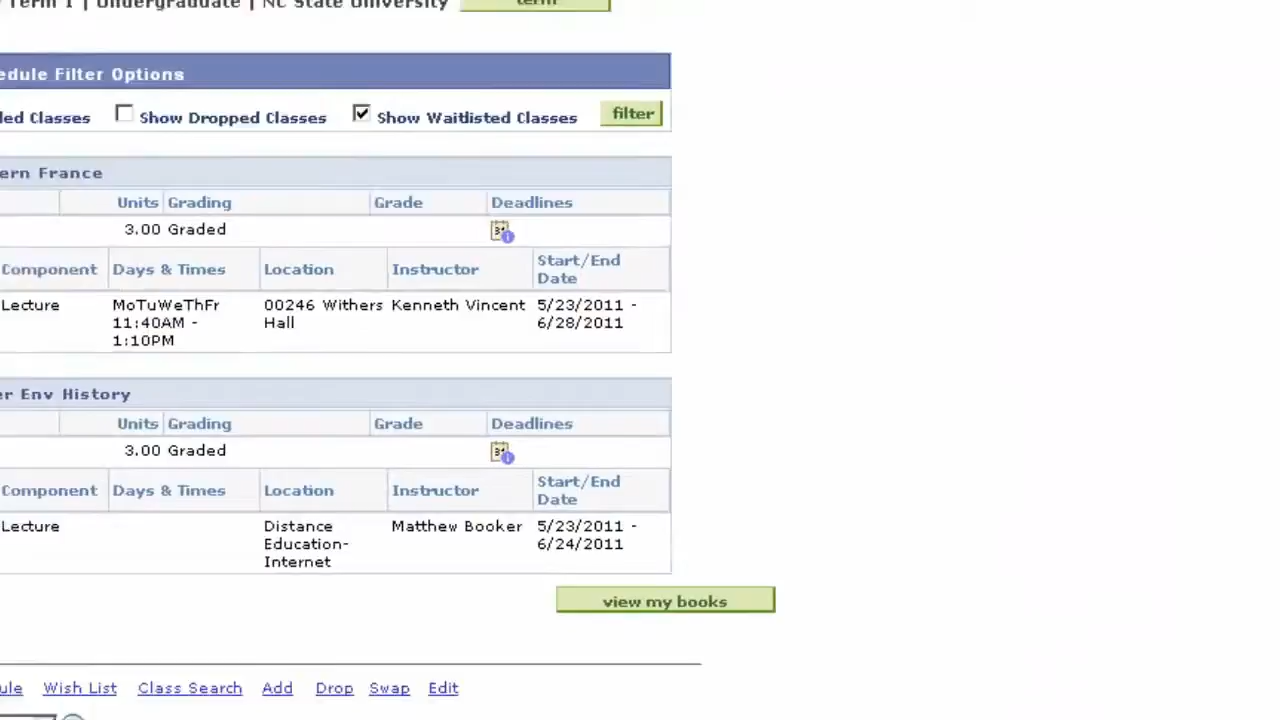 Term 1 | Undergraduate | NC State University
term
edule Filter Options
led Classes Show Dropped Classes Show Waitlisted Classes filter
ern France
Units Grading Grade Deadlines
3.00 Graded
Component Days & Times Location Instructor Start/End
Date
Lecture MoTuWeThFr 00246 Withers Kenneth Vincent 5/23/2011 -
11:40AM - Hall 6/28/2011
1:10PM
er Env History
Units Grading Grade Deadlines
3.00 Graded
Component Days & Times Location Instructor Start/End
Date
Lecture Distance Matthew Booker 5/23/2011 -
Education- 6/24/2011
Internet
view my books
ule Wish List Class Search Add Drop Swap Edit